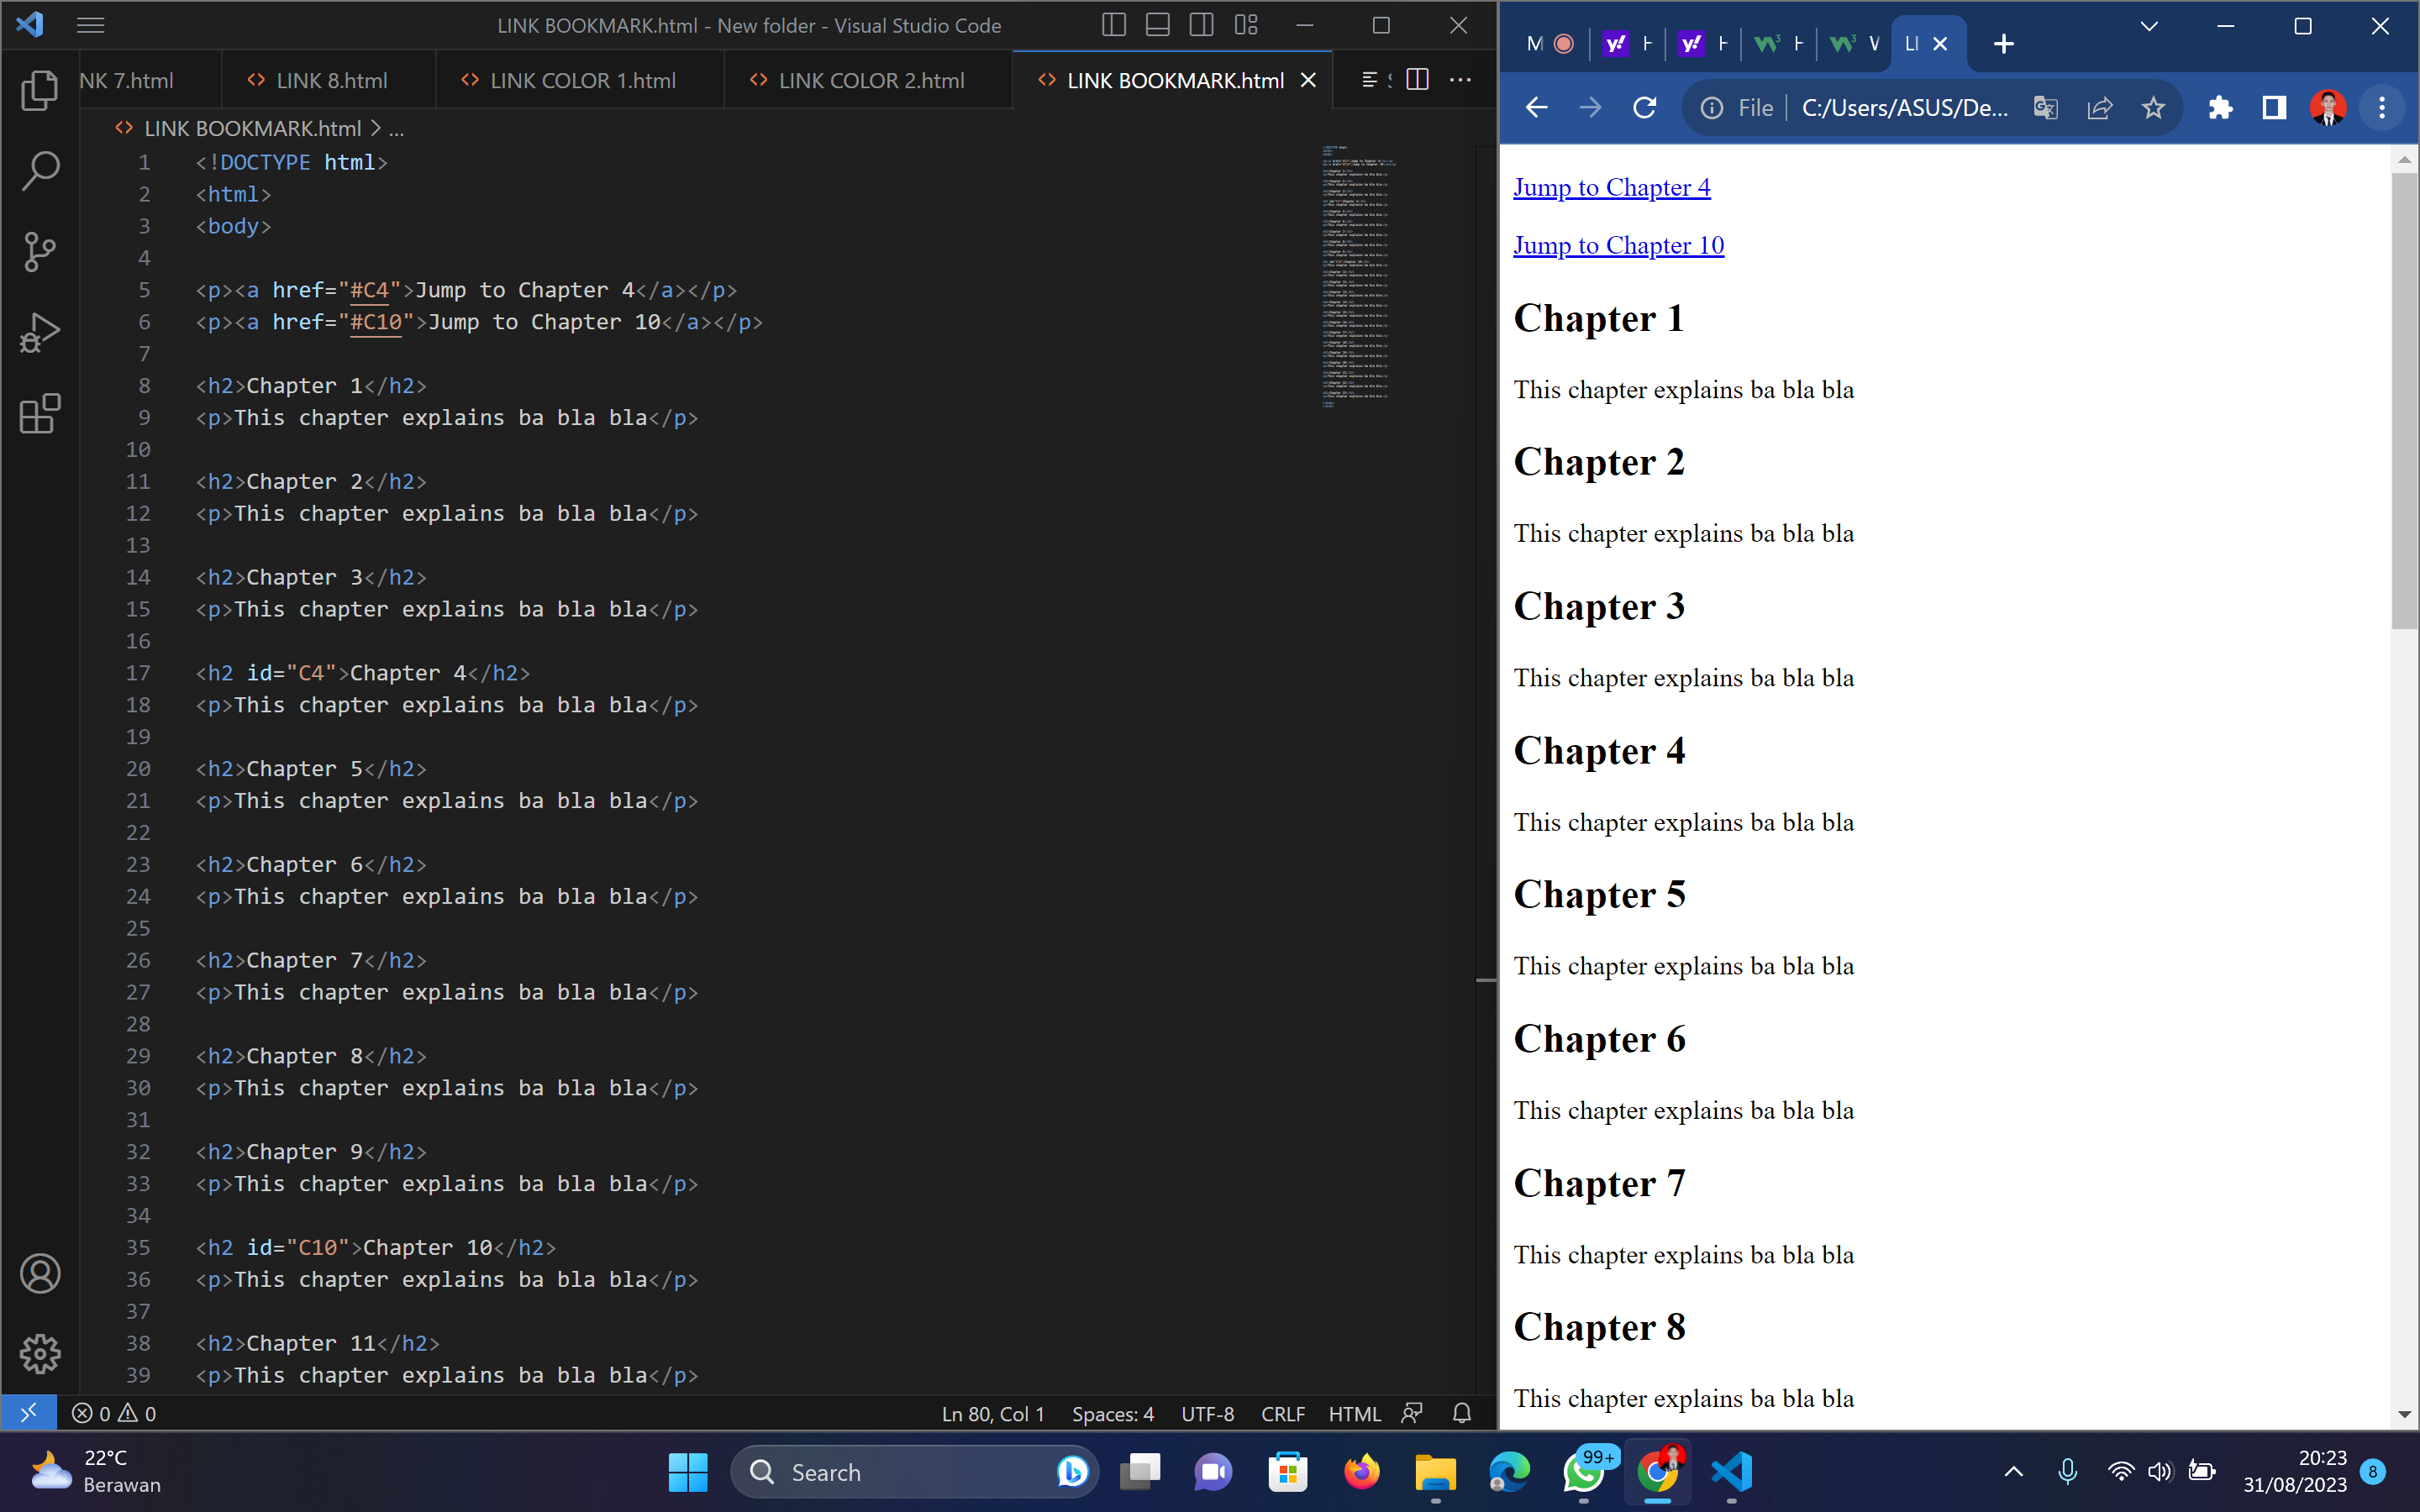 LINK BOOKMARK.html - New folder - Visual Studio Code
NK 7.html
LINK 8.html
LINK COLOR 1.html
LINK COLOR 2.html
LINK BOOKMARK.html
LINK BOOKMARK.html > ...
1 <!DOCTYPE html>
2 <html>
3 <body>
4
5 <p><a href="#C4">Jump to Chapter 4</a></p>
6 <p><a href="#C10">Jump to Chapter 10</a></p>
7
8 <h2>Chapter 1</h2>
9 <p>This chapter explains ba bla bla</p>
10
11 <h2>Chapter 2</h2>
12 <p>This chapter explains ba bla bla</p>
13
14 <h2>Chapter 3</h2>
15 <p>This chapter explains ba bla bla</p>
16
17 <h2 id="C4">Chapter 4</h2>
18 <p>This chapter explains ba bla bla</p>
19
20 <h2>Chapter 5</h2>
21 <p>This chapter explains ba bla bla</p>
22
23 <h2>Chapter 6</h2>
24 <p>This chapter explains ba bla bla</p>
25
26 <h2>Chapter 7</h2>
27 <p>This chapter explains ba bla bla</p>
28
29 <h2>Chapter 8</h2>
30 <p>This chapter explains ba bla bla</p>
31
32 <h2>Chapter 9</h2>
33 <p>This chapter explains ba bla bla</p>
34
35 <h2 id="C10">Chapter 10</h2>
36 <p>This chapter explains ba bla bla</p>
37
38 <h2>Chapter 11</h2>
39 <p>This chapter explains ba bla bla</p>
0 0
Ln 80, Col 1
Spaces: 4
UTF-8
CRLF
HTML
M
y!
y!
File
C:/Users/ASUS/De...
Jump to Chapter 4
Jump to Chapter 10
Chapter 1
This chapter explains ba bla bla
Chapter 2
This chapter explains ba bla bla
Chapter 3
This chapter explains ba bla bla
Chapter 4
This chapter explains ba bla bla
Chapter 5
This chapter explains ba bla bla
Chapter 6
This chapter explains ba bla bla
Chapter 7
This chapter explains ba bla bla
Chapter 8
This chapter explains ba bla bla
22°C
Berawan
Search
99+
20:23
31/08/2023
8